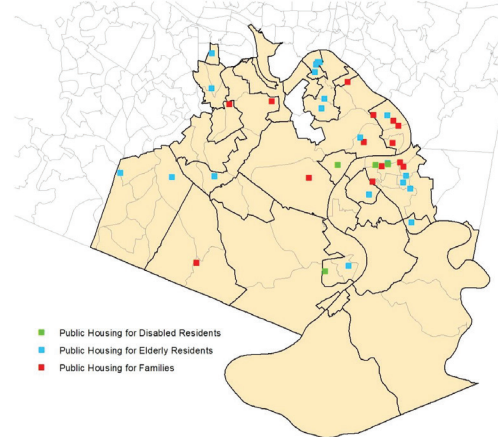 Public Housing for Disabled Residents
Public Housing for Elderly Residents
Public Housing for Families